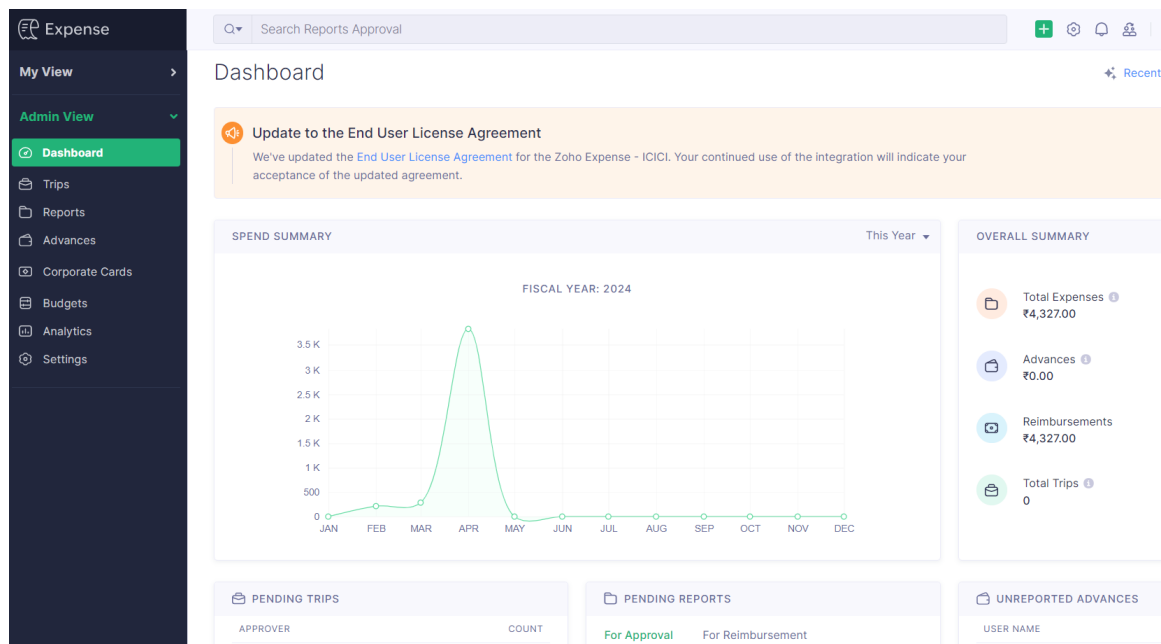 Expense
Search Reports Approval
My View
Dashboard
Recent
Admin View
Dashboard
Trips
Reports
Advances
Corporate Cards
Budgets
Analytics
Settings
Update to the End User License Agreement
We've updated the End User License Agreement for the Zoho Expense - ICICI. Your continued use of the integration will indicate your
acceptance of the updated agreement.
SPEND SUMMARY
This Year
FISCAL YEAR: 2024
3.5 K
3 K
2.5 K
2 K
1.5 K
1 K
500
0
JAN FEB MAR APR MAY JUN JUL AUG SEP OCT NOV DEC
OVERALL SUMMARY
Total Expenses
₹4,327.00
Advances
₹0.00
Reimbursements
₹4,327.00
Total Trips
0
PENDING TRIPS
APPROVER COUNT
PENDING REPORTS
For Approval For Reimbursement
UNREPORTED ADVANCES
USER NAME